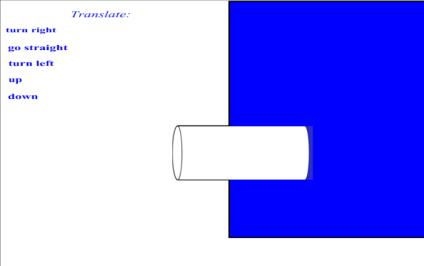 Translate:
turn right
go straight
turn left
up
down